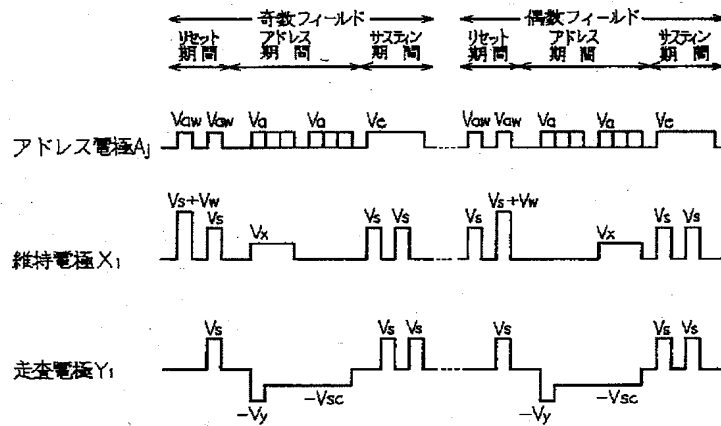 奇数フィールド 偶数フィールド
リセット期間 アドレス期間 サスティン期間 リセット期間 アドレス期間 サスティン期間
アドレス電極Aj Vaw Vaw Va Va Ve Vaw Vaw Va Va Ve
維持電極X1 Vs+Vw Vs Vx Vs Vs Vs Vs+Vw Vx Vs Vs
走査電極Y1 Vs Vs Vs Vs Vs Vs
-Vy -Vsc -Vy -Vsc